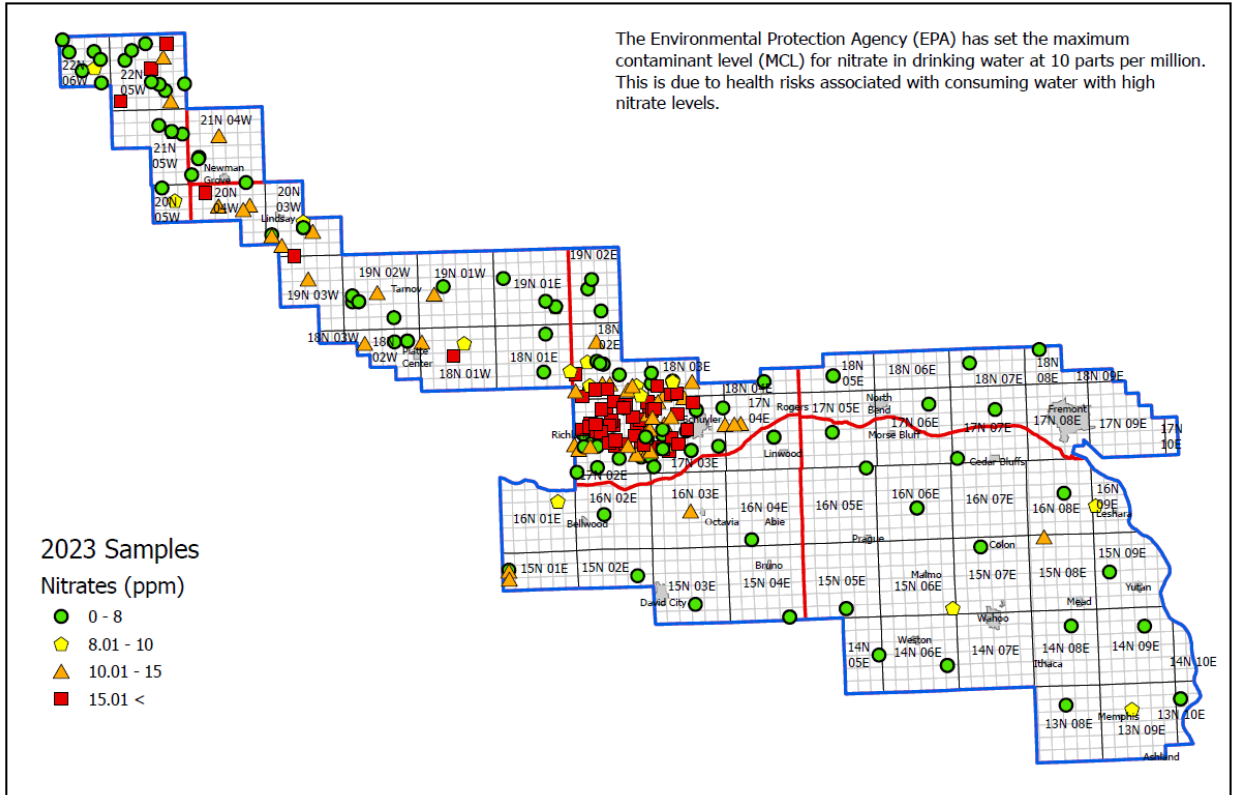 The Environmental Protection Agency (EPA) has set the maximum
contaminant level (MCL) for nitrate in drinking water at 10 parts per million.
This is due to health risks associated with consuming water with high
nitrate levels.
22N
06W
22N
05W
21N 04W
21N
05W
Newman
Grove
20N
05W
20N
04W
20N
03W
Lindsay
19N 03W
19N 02W
19N 01W
19N 01E
19N 02E
Tarnov
18N 03W
18N
02W
Platte
Center
18N 01W
18N 01E
18N
02E
18N 03E
18N 04E
18N
05E
18N 06E
18N 07E
18N
08E
18N 09E
17N
04E
Rogers
17N 05E
North
Bend
17N 06E
17N 07E
Fremont
17N 08E
17N 09E
17N
10E
Schuyler
Morse Bluff
Linwood
Cedar Bluffs
17N 02E
17N 03E
16N 01E
16N 02E
Bellwood
16N 03E
Octavia
16N 04E
Abie
16N 05E
16N 06E
16N 07E
16N 08E
16N
09E
Leshara
Prague
Colon
15N 01E
15N 02E
David City
15N 03E
Bruno
15N 04E
15N 05E
Malmo
15N 06E
15N 07E
15N 08E
15N 09E
Yutan
Mead
Wahoo
14N
05E
Weston
14N 06E
14N 07E
14N 08E
Ithaca
14N 09E
14N 10E
13N 08E
Memphis
13N 09E
13N 10E
Ashland
2023 Samples
Nitrates (ppm)
0 - 8
8.01 - 10
10.01 - 15
15.01 <